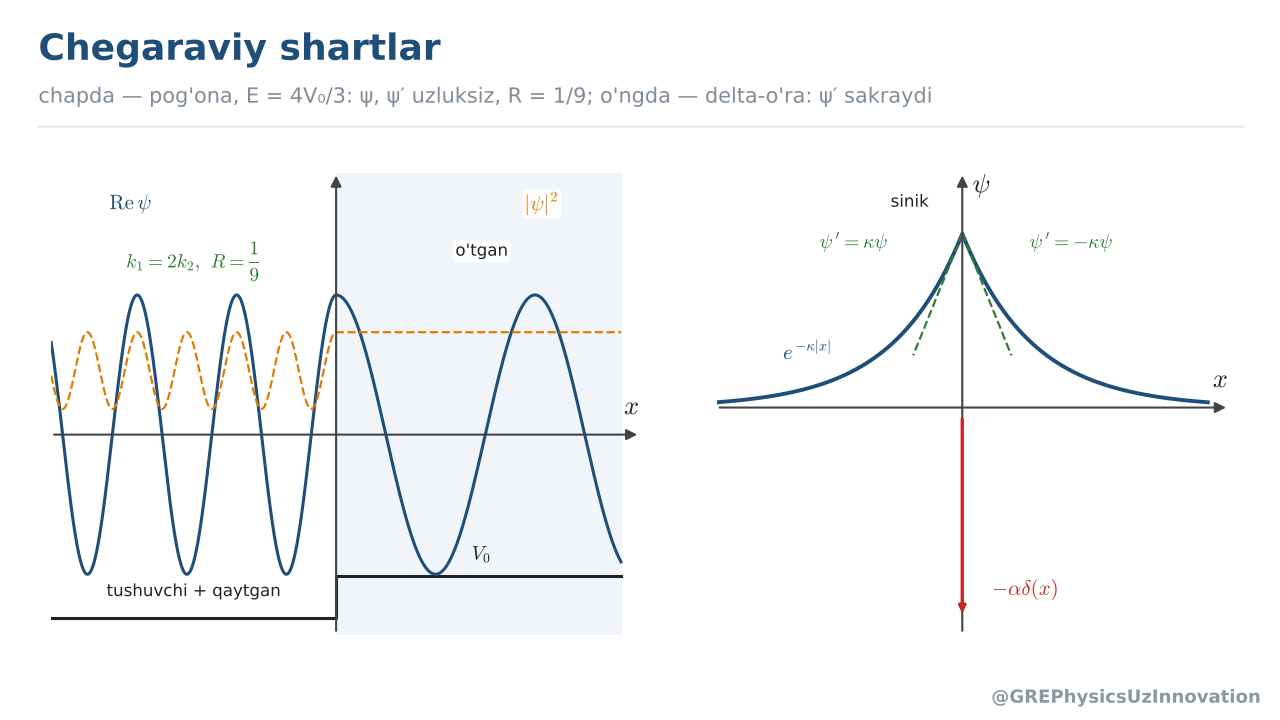 Chegaraviy shartlar
chapda — pog'ona, E = 4V₀/3: ψ, ψ′ uzluksiz, R = 1/9; o'ngda — delta-o'ra: ψ′ sakraydi
Re ψ
|ψ|²
k₁ = 2k₂, R = 1/9
o'tgan
x
V₀
tushuvchi + qaytgan
ψ
sinik
ψ′ = κψ
ψ′ = −κψ
e^{−κ|x|}
x
−αδ(x)
@GREPhysicsUzInnovation